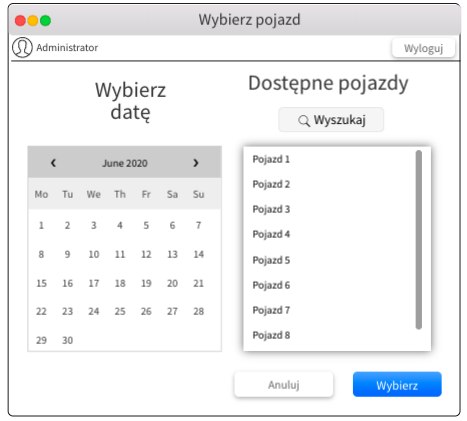 Wybierz pojazd
Administrator
Wyloguj
Wybierz
datę
June 2020
Mo Tu We Th Fr Sa Su
1 2 3 4 5 6 7
8 9 10 11 12 13 14
15 16 17 18 19 20 21
22 23 24 25 26 27 28
29 30
Dostępne pojazdy
Wyszukaj
Pojazd 1
Pojazd 2
Pojazd 3
Pojazd 4
Pojazd 5
Pojazd 6
Pojazd 7
Pojazd 8
Anuluj
Wybierz